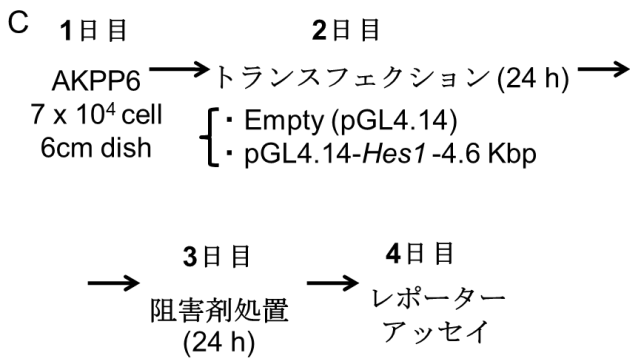 C
1日目
2日目
AKPP6
トランスフェクション (24 h)
7 x 10⁴ cell
・ Empty (pGL4.14)
6cm dish
・ pGL4.14-Hes1 -4.6 Kbp
3日目
4日目
阻害剤処置
(24 h)
レポーター
アッセイ